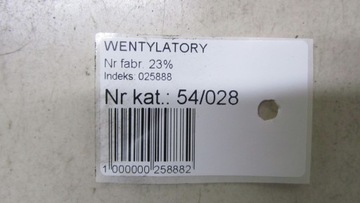 WENTYLATORY
Nr fabr. 23%
Indeks: 025888
Nr kat.: 54/028
1 000000 258882